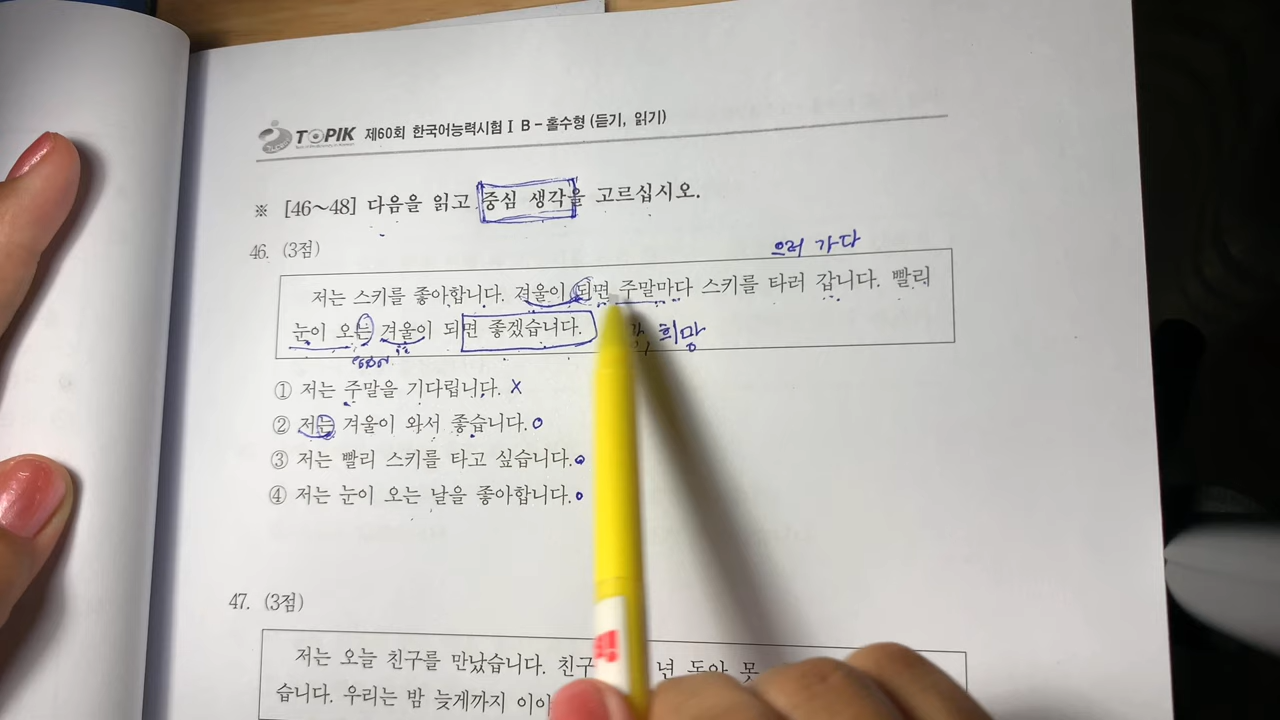 TOPIK 제60회 한국어능력시험 I B - 홀수형 (듣기, 읽기)
※ [46~48] 다음을 읽고 중심 생각을 고르십시오.
46. (3점)
으러 가다
저는 스키를 좋아합니다. 겨울이 되면 주말마다 스키를 타러 갑니다. 빨리
눈이 오는 겨울이 되면 좋겠습니다. 희망
① 저는 주말을 기다립니다. X
② 저는 겨울이 와서 좋습니다.
③ 저는 빨리 스키를 타고 싶습니다.
④ 저는 눈이 오는 날을 좋아합니다.
47. (3점)
저는 오늘 친구를 만났습니다. 친구 년 동안 못
습니다. 우리는 밤 늦게까지